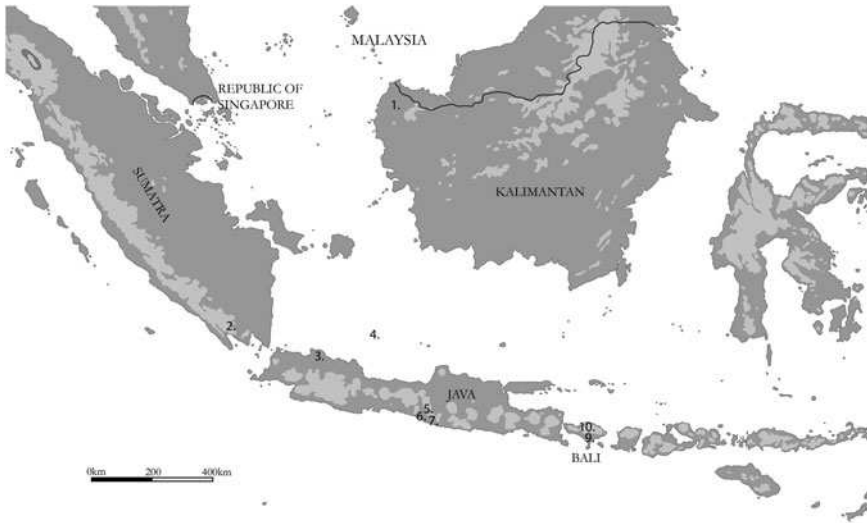 MALAYSIA
REPUBLIC OF
SINGAPORE
1.
SUMATRA
KALIMANTAN
2.
4.
3.
JAVA
5.
6.
7.
10.
9.
BALI
0km 200 400km